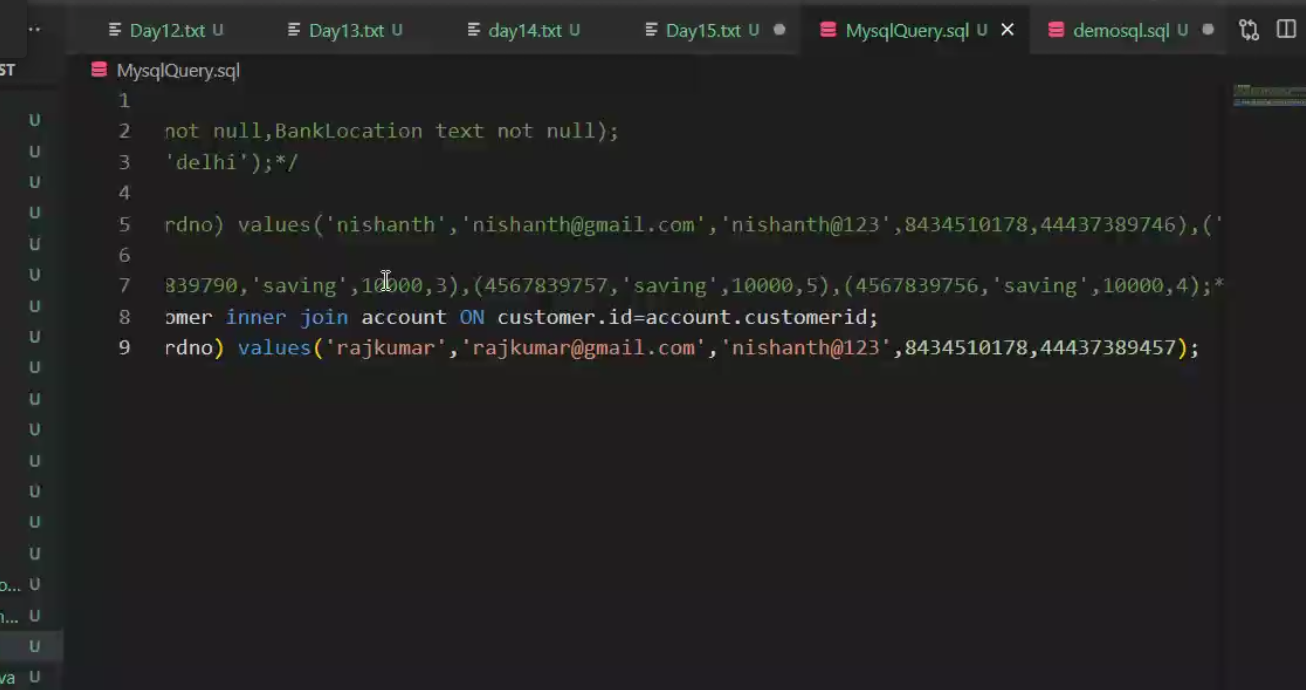 Day12.txt U Day13.txt U day14.txt U Day15.txt U MysqlQuery.sql U demosql.sql U
ST
MysqlQuery.sql
1
U
2 not null,BankLocation text not null);
U
3 'delhi');*/
U
4
U
5 rdno) values('nishanth','nishanth@gmail.com','nishanth@123',8434510178,44437389746),('
U
6
U
7 839790,'saving',10000,3),(4567839757,'saving',10000,5),(4567839756,'saving',10000,4);*
U
8 omer inner join account ON customer.id=account.customerid;
U
9 rdno) values('rajkumar','rajkumar@gmail.com','nishanth@123',8434510178,44437389457);
U
U
U
U
U
U
U
o... U
n... U
U
va U